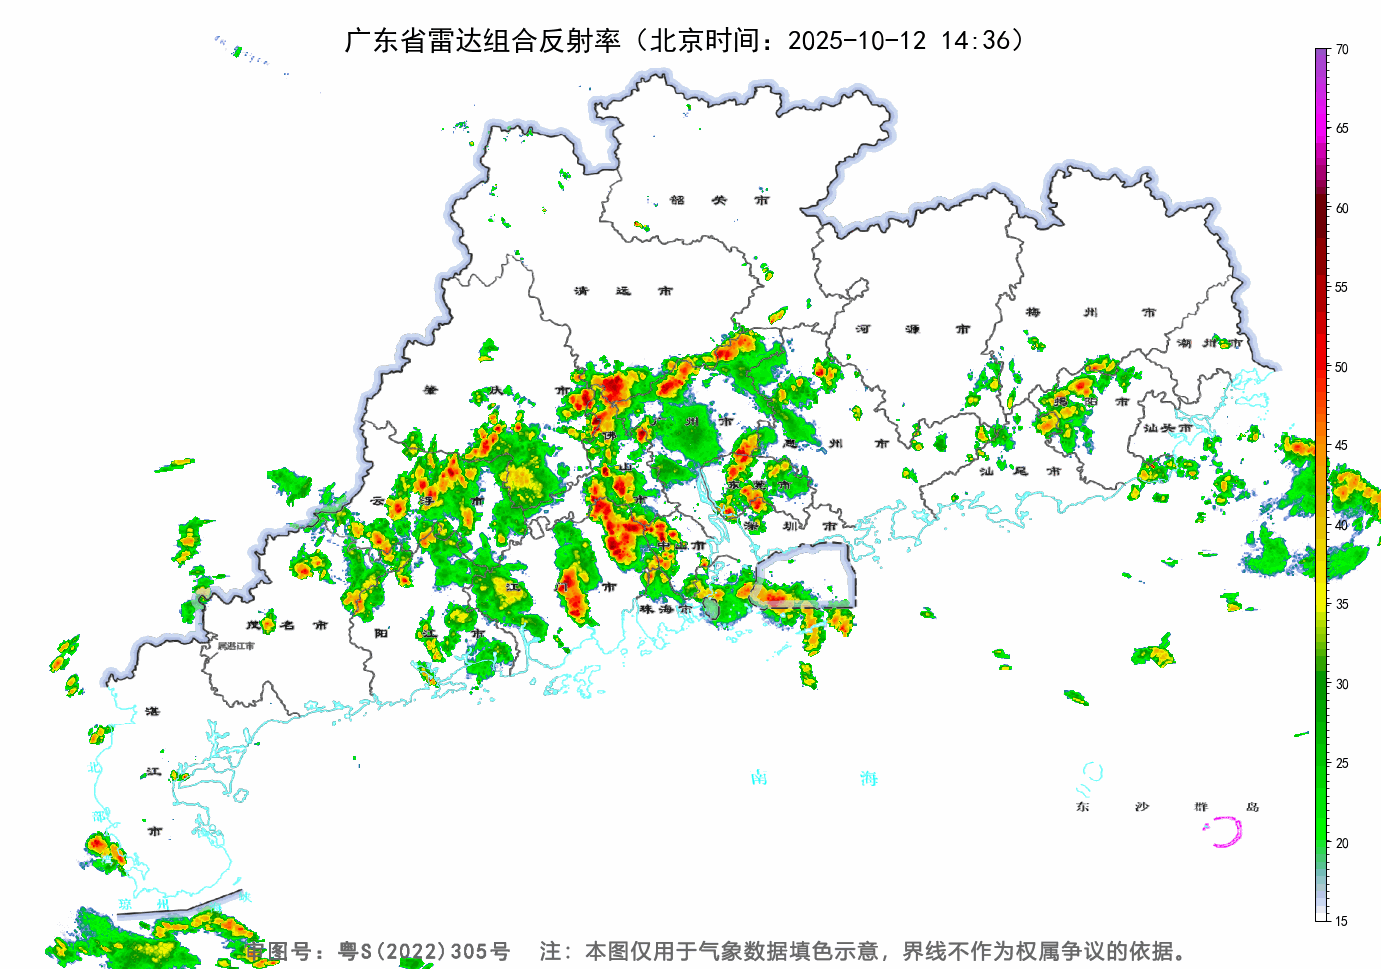 广东省雷达组合反射率（北京时间：2025-10-12 14:36）
70
65
60
55
50
45
40
35
30
25
20
15
韶关市
清远市
河源市
梅州市
潮州市
肇庆市
州市
揭阳市
汕头市
佛山市
惠州市
东莞市
汕尾市
云浮市
深圳市
中山市
江门市
珠海市
茂名市
阳江市
属湛江市
湛江市
北部
琼州海峡
南海
东沙群岛
审图号：粤S(2022)305号 注：本图仅用于气象数据填色示意，界线不作为权属争议的依据。